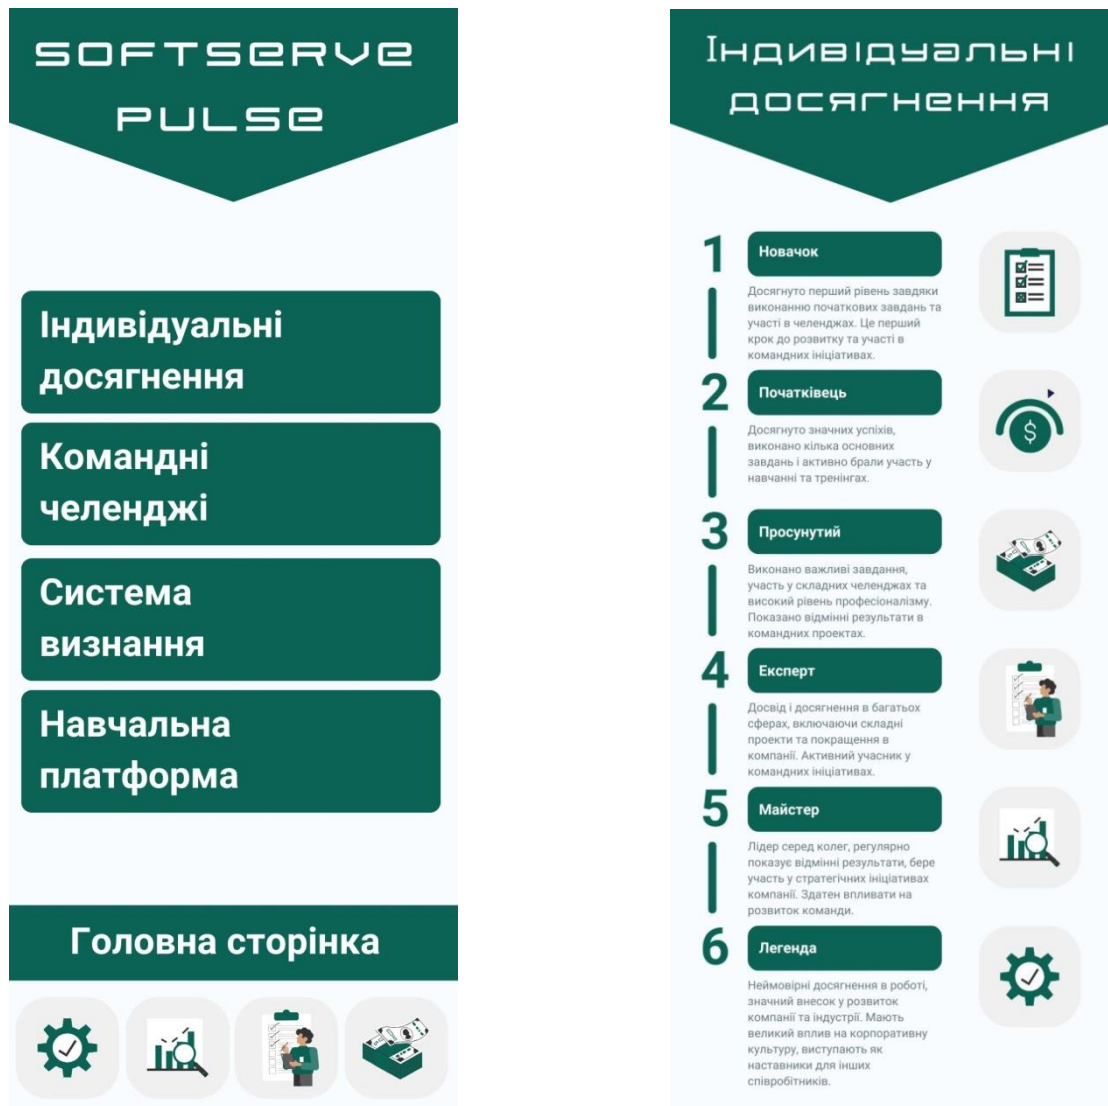 SOFTSERVE
PULSE
Індивідуальні
досягнення
Командні
челенджі
Система
визнання
Навчальна
платформа
Головна сторінка
Індивідуальні
досягнення
1
Новачок
Досягнуто перший рівень завдяки
виконанню початкових завдань та
участі в челенджах. Це перший
крок до розвитку та участі в
командних ініціативах.
2
Початківець
Досягнуто значних успіхів,
виконано кілька основних
завдань і активно брали участь у
навчанні та тренінгах.
$
3
Просунутий
Виконано важливі завдання,
участь у складних челенджах та
високий рівень професіоналізму.
Показано відмінні результати в
командних проектах.
4
Експерт
Досвід і досягнення в багатьох
сферах, включаючи складні
проекти та покращення в
компанії. Активний учасник у
командних ініціативах.
5
Майстер
Лідер серед колег, регулярно
показує відмінні результати, бере
участь у стратегічних ініціативах
компанії. Здатен впливати на
розвиток команди.
6
Легенда
Неймовірні досягнення в роботі,
значний внесок у розвиток
компанії та індустрії. Мають
великий вплив на корпоративну
культуру, виступають як
наставники для інших
співробітників.